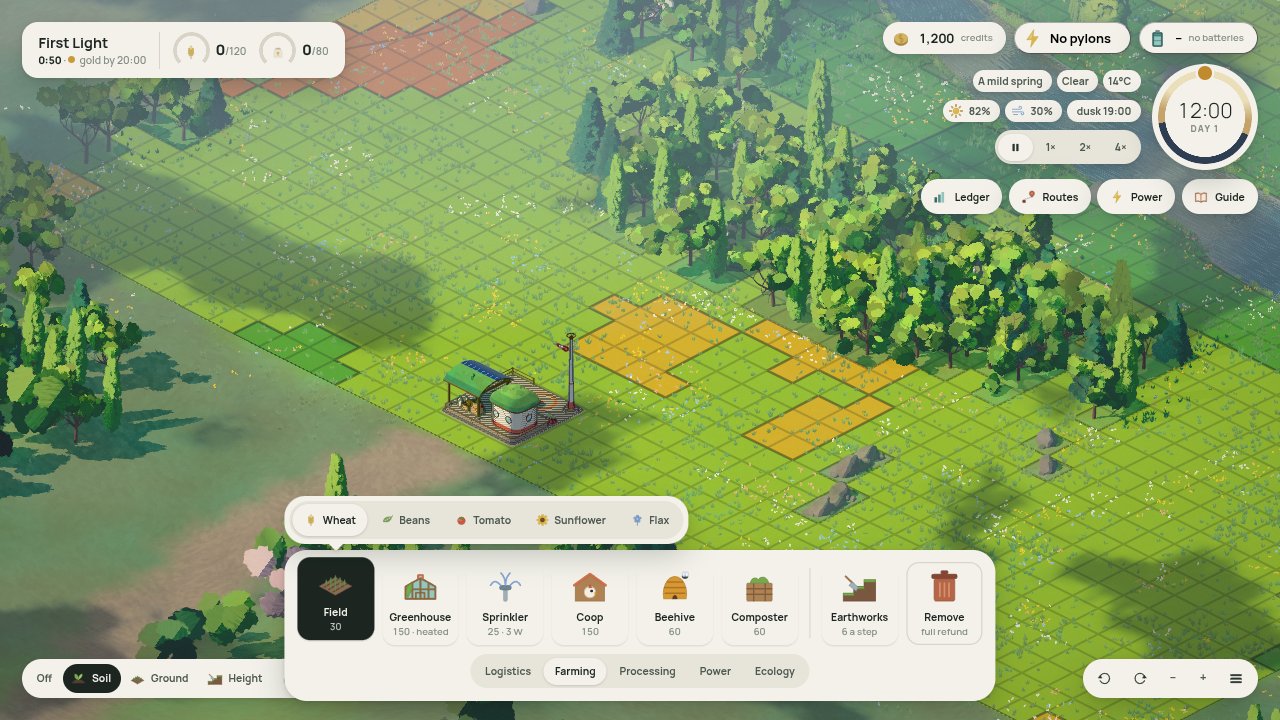 First Light
0:50 · gold by 20:00
0/120
0/80
1,200 credits
No pylons
– no batteries
A mild spring
Clear
14°C
82%
30%
dusk 19:00
12:00
DAY 1
1×
2×
4×
Ledger
Routes
Power
Guide
Wheat
Beans
Tomato
Sunflower
Flax
Field
30
Greenhouse
150 · heated
Sprinkler
25 · 3 W
Coop
150
Beehive
60
Composter
60
Earthworks
6 a step
Remove
full refund
Logistics
Farming
Processing
Power
Ecology
Off
Soil
Ground
Height